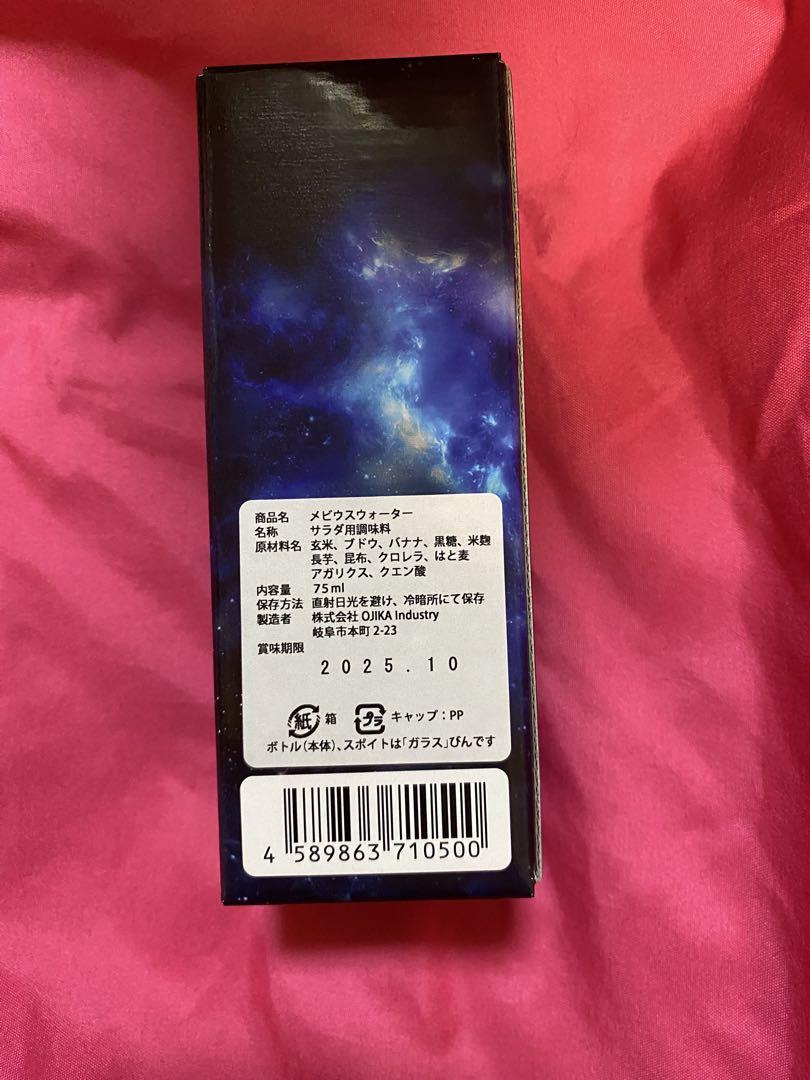 商品名 メビウスウォーター
名称 サラダ用調味料
原材料名 玄米、ブドウ、バナナ、黒糖、米麹
長芋、昆布、クロレラ、はと麦
アガリクス、クエン酸
内容量 75ml
保存方法 直射日光を避け、冷暗所にて保存
製造者 株式会社 OJIKA Industry
岐阜市本町 2-23
賞味期限
2025.10
紙 箱 プラ キャップ:PP
ボトル(本体)、スポイトは「ガラス」びんです
4 589863 710500